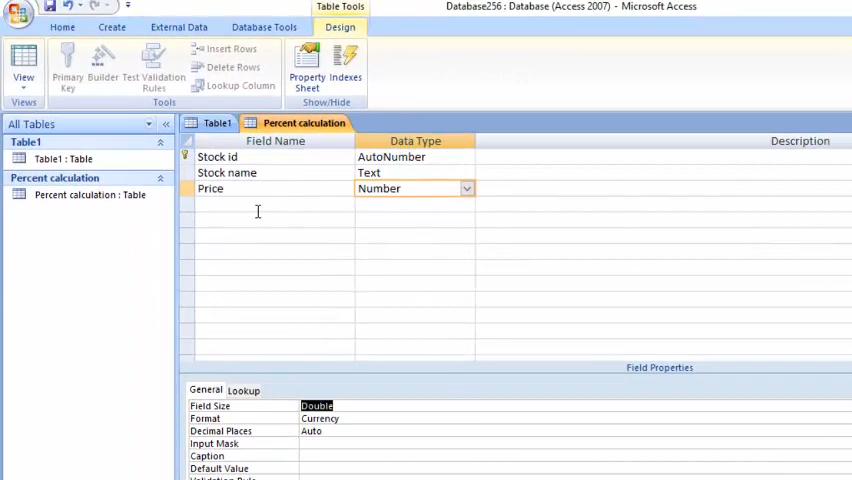 Table Tools
Database256 : Database (Access 2007) - Microsoft Access
Home Create External Data Database Tools Design
View
Primary Key
Builder
Test Validation Rules
Insert Rows
Delete Rows
Lookup Column
Property Sheet
Indexes
Views Tools Show/Hide
All Tables «
Table1 Percent calculation
Field Name Data Type Description
Table1
Table1 : Table
Percent calculation
Percent calculation : Table
Stock id AutoNumber
Stock name Text
Price Number
Field Properties
General Lookup
Field Size Double
Format Currency
Decimal Places Auto
Input Mask
Caption
Default Value